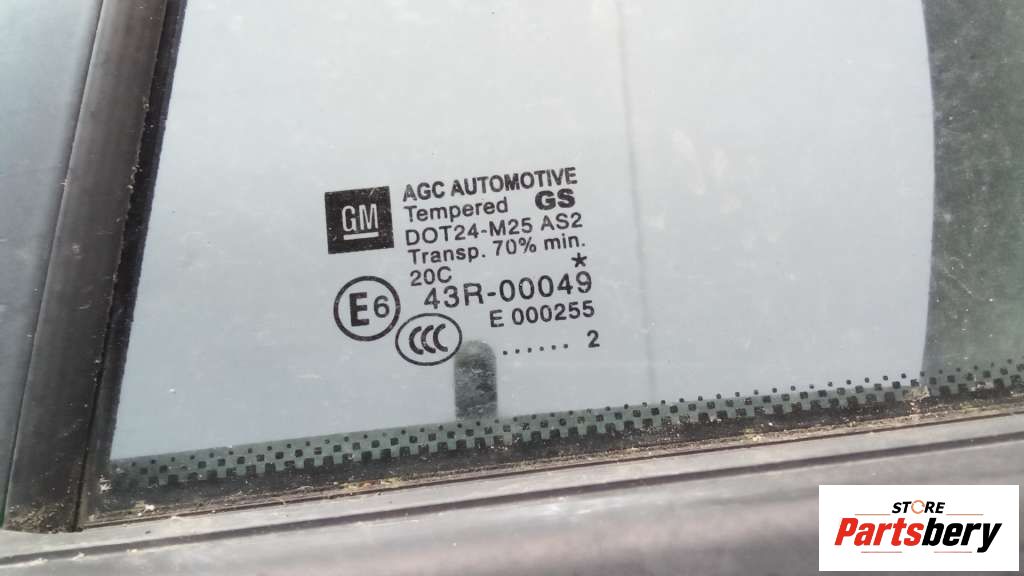 GM
AGC AUTOMOTIVE
Tempered GS
DOT24-M25 AS2
Transp. 70% min.
20C *
E6 43R-00049
E 000255
CCC ...... 2
STORE
Partsbery